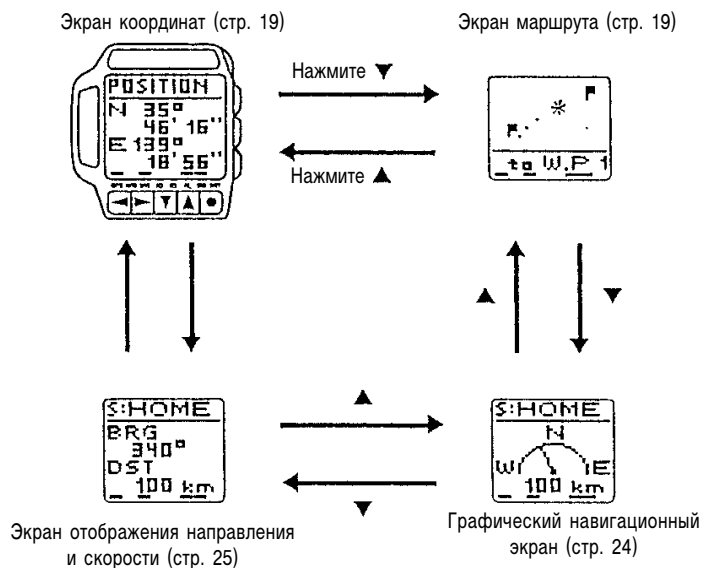 Экран координат (стр. 19)
Экран маршрута (стр. 19)
POSITION
N 35°
46' 16"
E 139°
18' 56"
Нажмите ▼
Нажмите ▲
to W.P 1
▲
▼
S:HOME
BRG
340°
DST
100 km
▲
▼
S:HOME
N
W E
100 km
Экран отображения направления
и скорости (стр. 25)
Графический навигационный
экран (стр. 24)